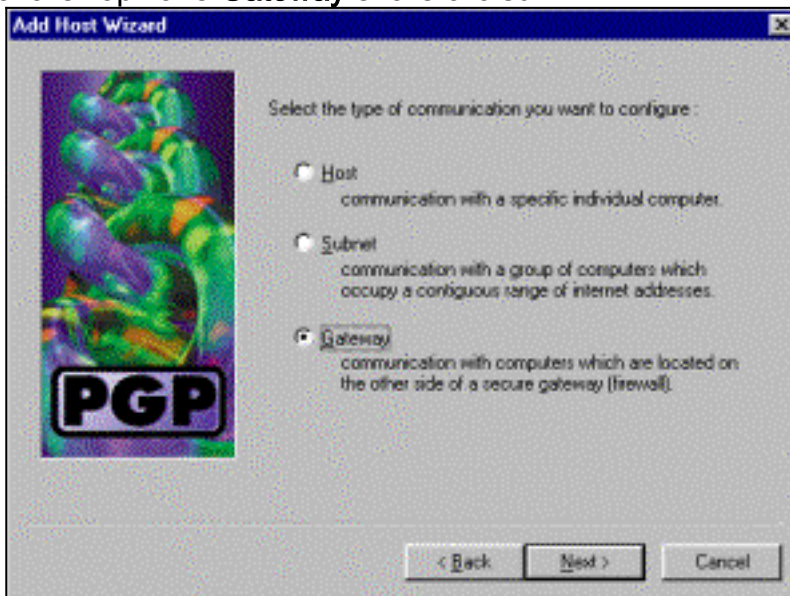 Gateway
Add Host Wizard
Select the type of communication you want to configure :
Host
communication with a specific individual computer.
Subnet
communication with a group of computers which
occupy a contiguous range of internet addresses.
Gateway
communication with computers which are located on
the other side of a secure gateway (firewall).
PGP
< Back
Next >
Cancel